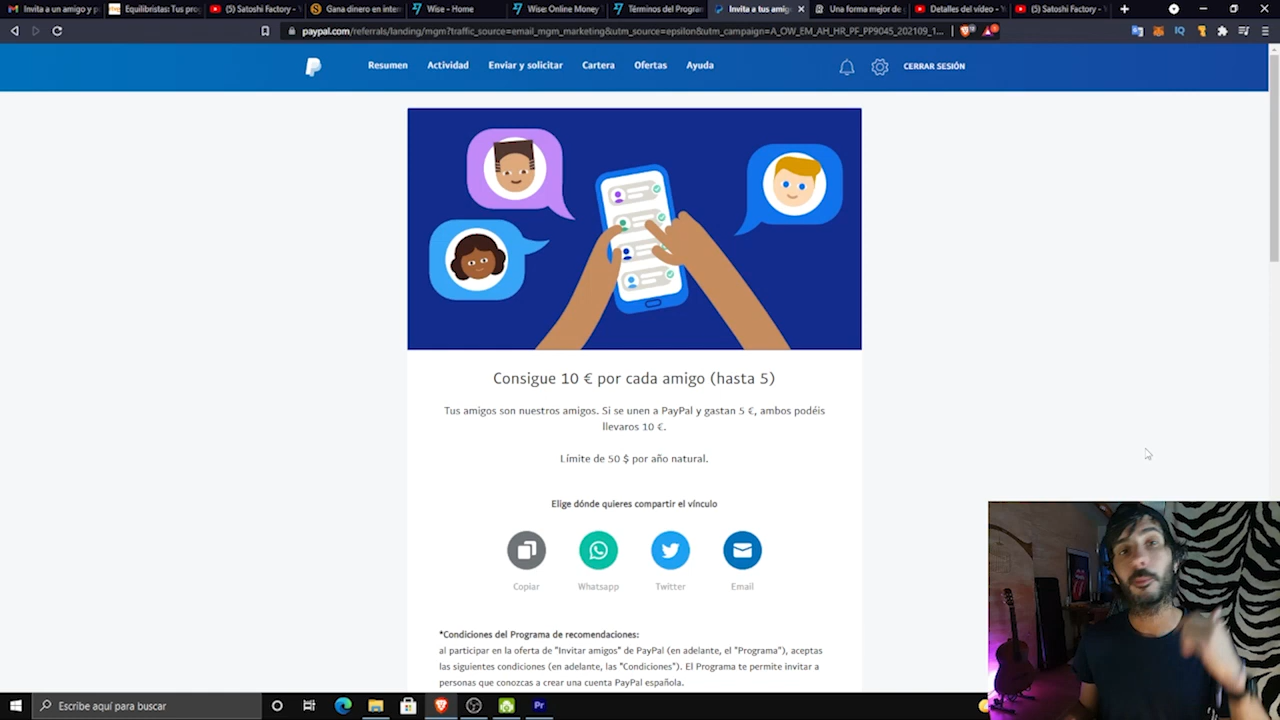 Invita a un amigo y p
Equilibristas: Tus prop
(5) Satoshi Factory -
Gana dinero en inter
Wise - Home
Wise: Online Money
Términos del Program
Invita a tus amig
Una forma mejor de
Detalles del vídeo - Y
(5) Satoshi Factory -
paypal.com/referrals/landing/mgm?traffic_source=email_mgm_marketing&utm_source=epsilon&utm_campaign=A_OW_EM_AH_HR_PF_PP9045_202109_1...
Resumen Actividad Enviar y solicitar Cartera Ofertas Ayuda CERRAR SESIÓN
Consigue 10 € por cada amigo (hasta 5)
Tus amigos son nuestros amigos. Si se unen a PayPal y gastan 5 €, ambos podéis
llevaros 10 €.
Límite de 50 $ por año natural.
Elige dónde quieres compartir el vínculo
Copiar Whatsapp Twitter Email
*Condiciones del Programa de recomendaciones:
al participar en la oferta de "Invitar amigos" de PayPal (en adelante, el "Programa"), aceptas
las siguientes condiciones (en adelante, las "Condiciones"). El Programa te permite invitar a
personas que conozcas a crear una cuenta PayPal española.
Escribe aquí para buscar